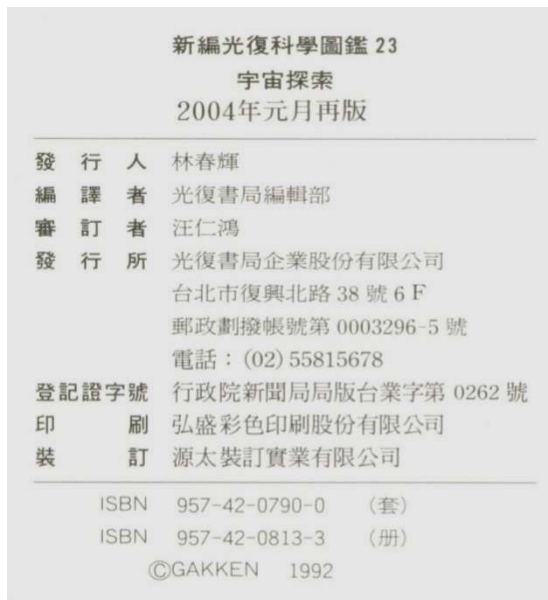 新編光復科學圖鑑 23
宇宙探索
2004年元月再版
發行人 林春輝
編譯者 光復書局編輯部
審訂者 汪仁鴻
發行所 光復書局企業股份有限公司
台北市復興北路 38 號 6 F
郵政劃撥帳號第 0003296-5 號
電話：(02) 55815678
登記證字號 行政院新聞局局版台業字第 0262 號
印刷 弘盛彩色印刷股份有限公司
裝訂 源太裝訂實業有限公司
ISBN 957-42-0790-0 (套)
ISBN 957-42-0813-3 (册)
©GAKKEN 1992